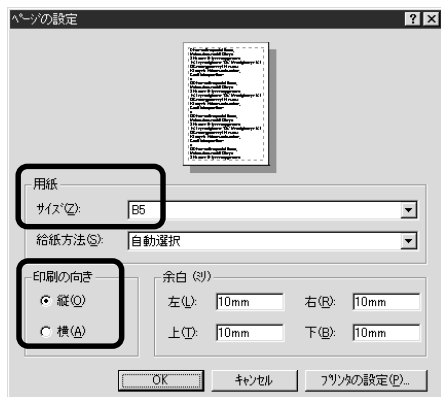 ページの設定
用紙
サイズ(Z): B5
給紙方法(S): 自動選択
印刷の向き
縦(O)
横(A)
余白 (ミリ)
左(L): 10mm 右(R): 10mm
上(T): 10mm 下(B): 10mm
OK キャンセル プリンタの設定(P)...